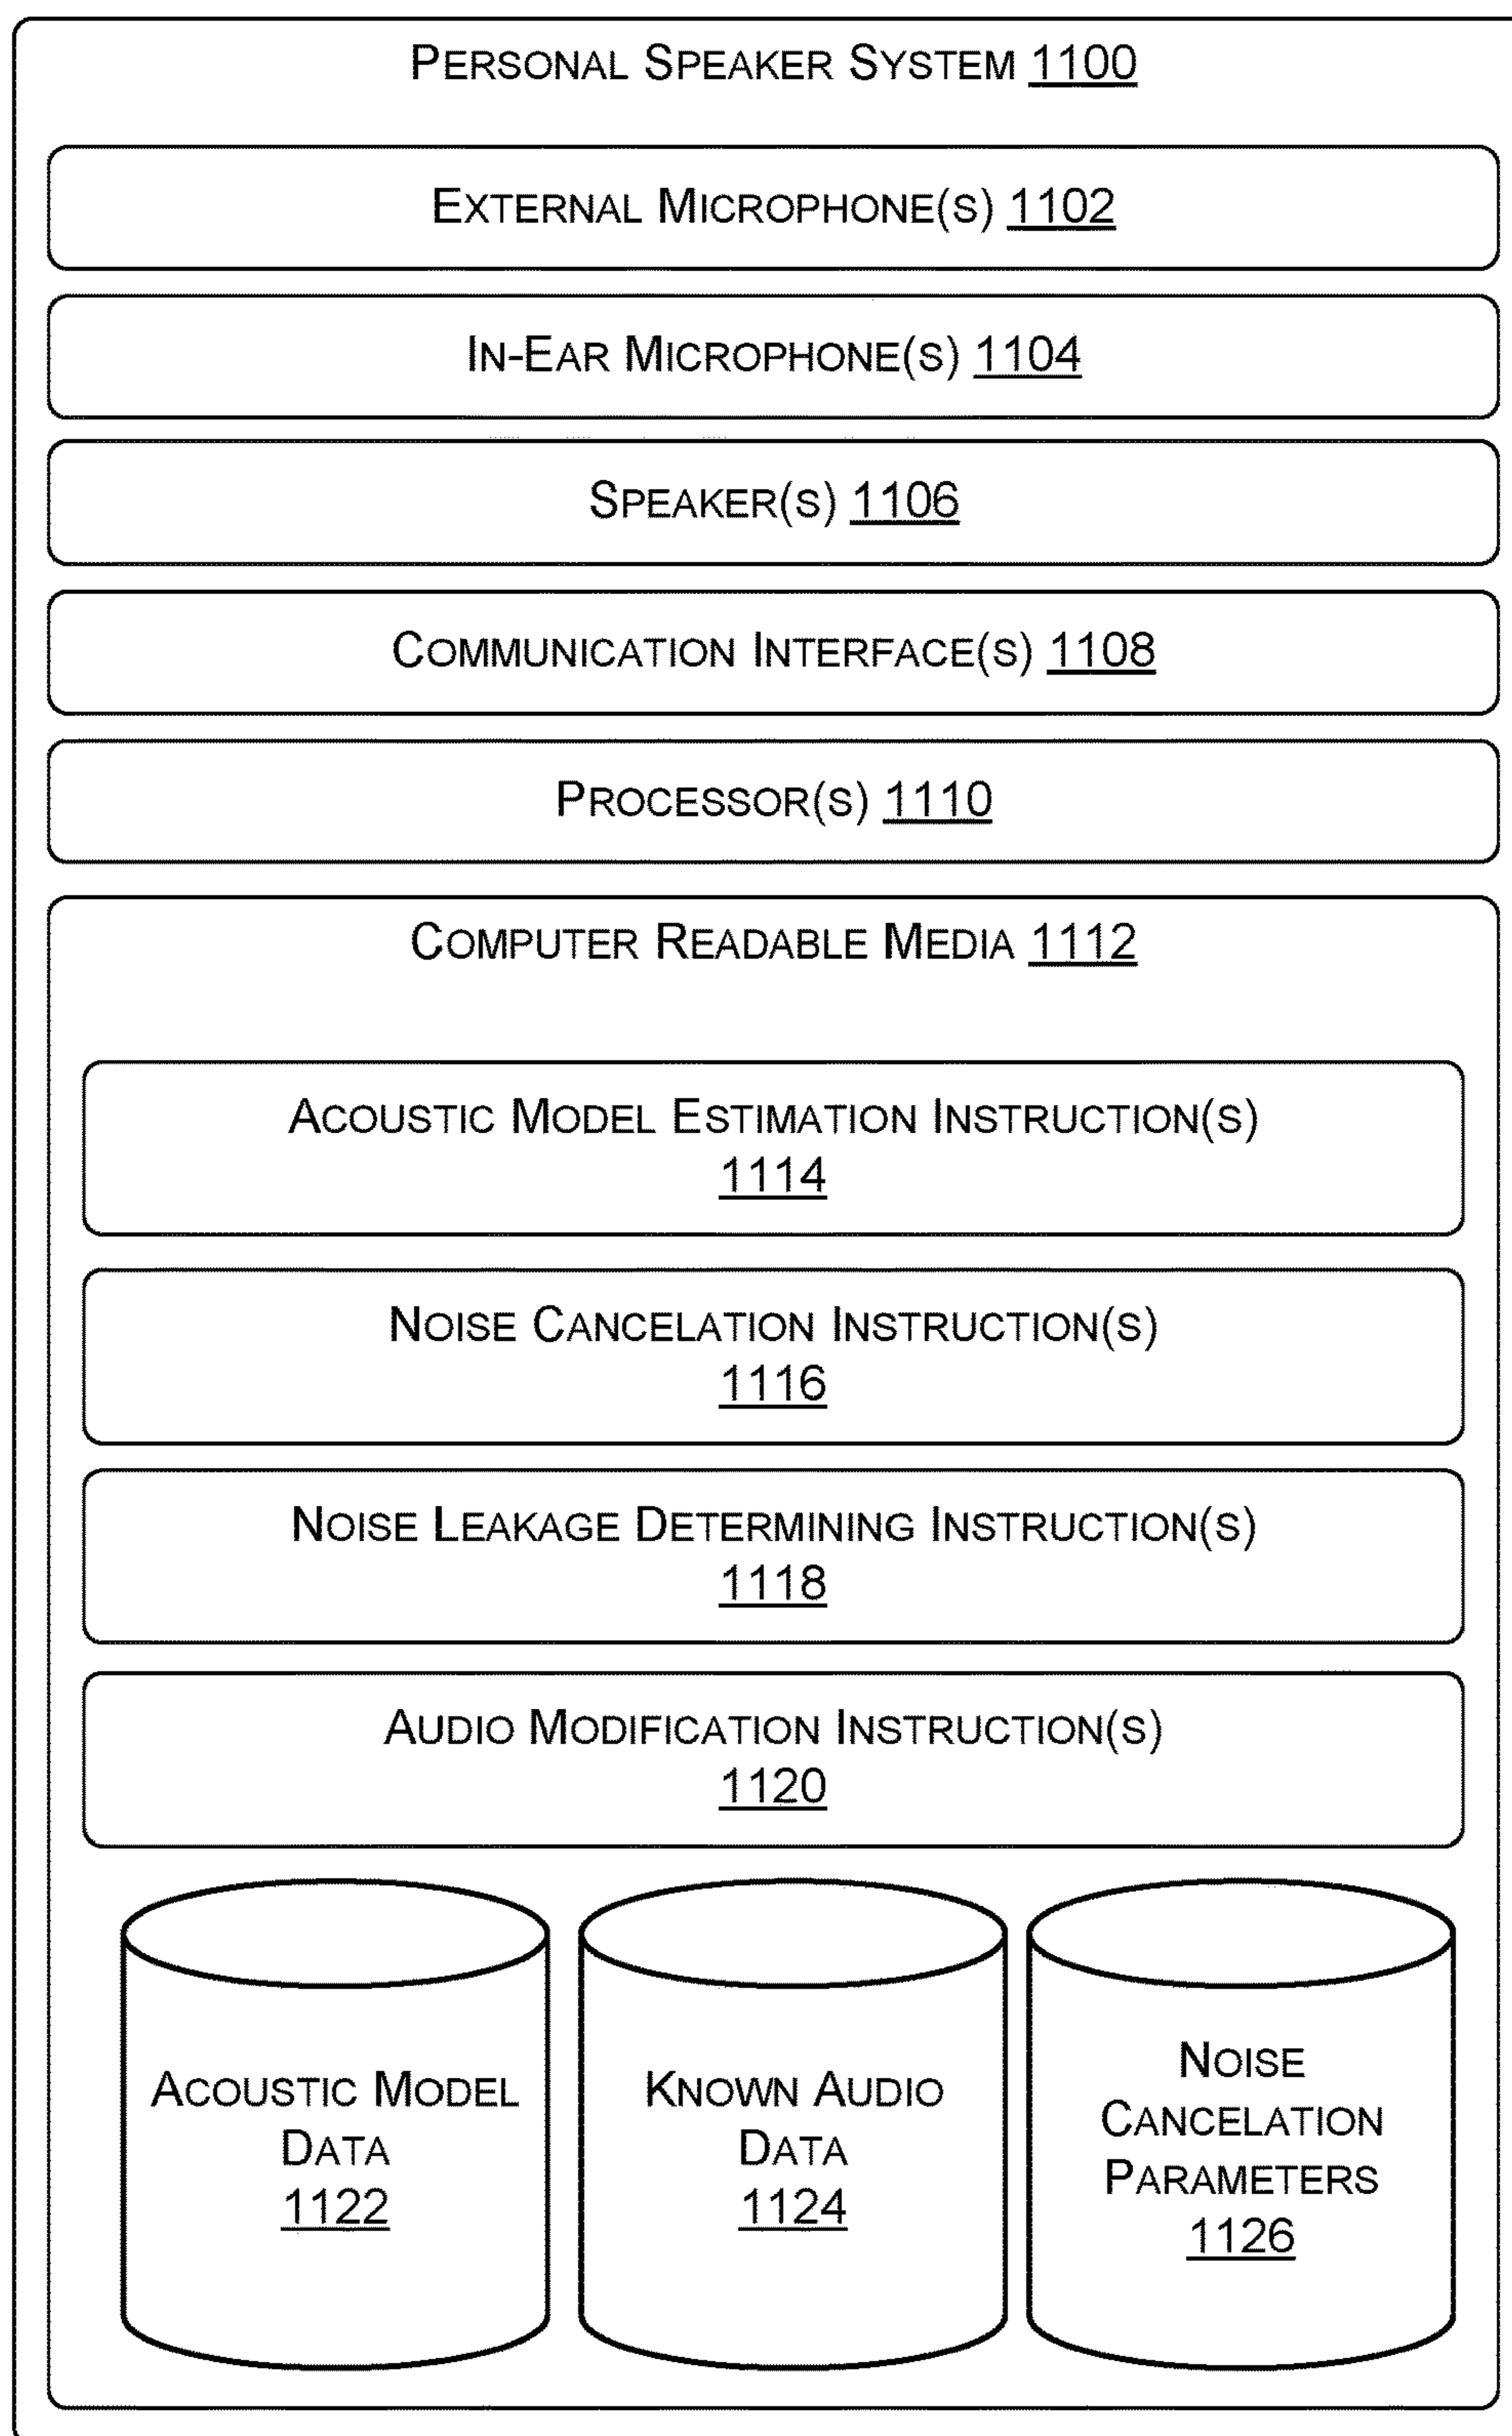 PERSONAL SPEAKER SYSTEM 1100
EXTERNAL MICROPHONE(S) 1102
IN-EAR MICROPHONE(S) 1104
SPEAKER(S) 1106
COMMUNICATION INTERFACE(S) 1108
PROCESSOR(S) 1110
COMPUTER READABLE MEDIA 1112
ACOUSTIC MODEL ESTIMATION INSTRUCTION(S)
1114
NOISE CANCELATION INSTRUCTION(S)
1116
NOISE LEAKAGE DETERMINING INSTRUCTION(S)
1118
AUDIO MODIFICATION INSTRUCTION(S)
1120
ACOUSTIC MODEL
DATA
1122
KNOWN AUDIO
DATA
1124
NOISE
CANCELATION
PARAMETERS
1126